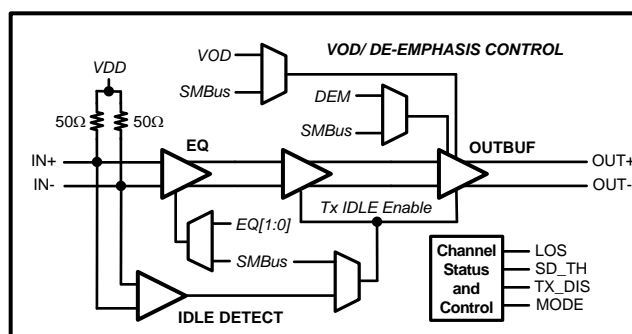 VOD
VOD/ DE-EMPHASIS CONTROL
VDD
SMBus
DEM
50Ω
50Ω
SMBus
EQ
OUTBUF
IN+
OUT+
IN-
OUT-
Tx IDLE Enable
EQ[1:0]
SMBus
Channel Status and Control
LOS
SD_TH
TX_DIS
MODE
IDLE DETECT